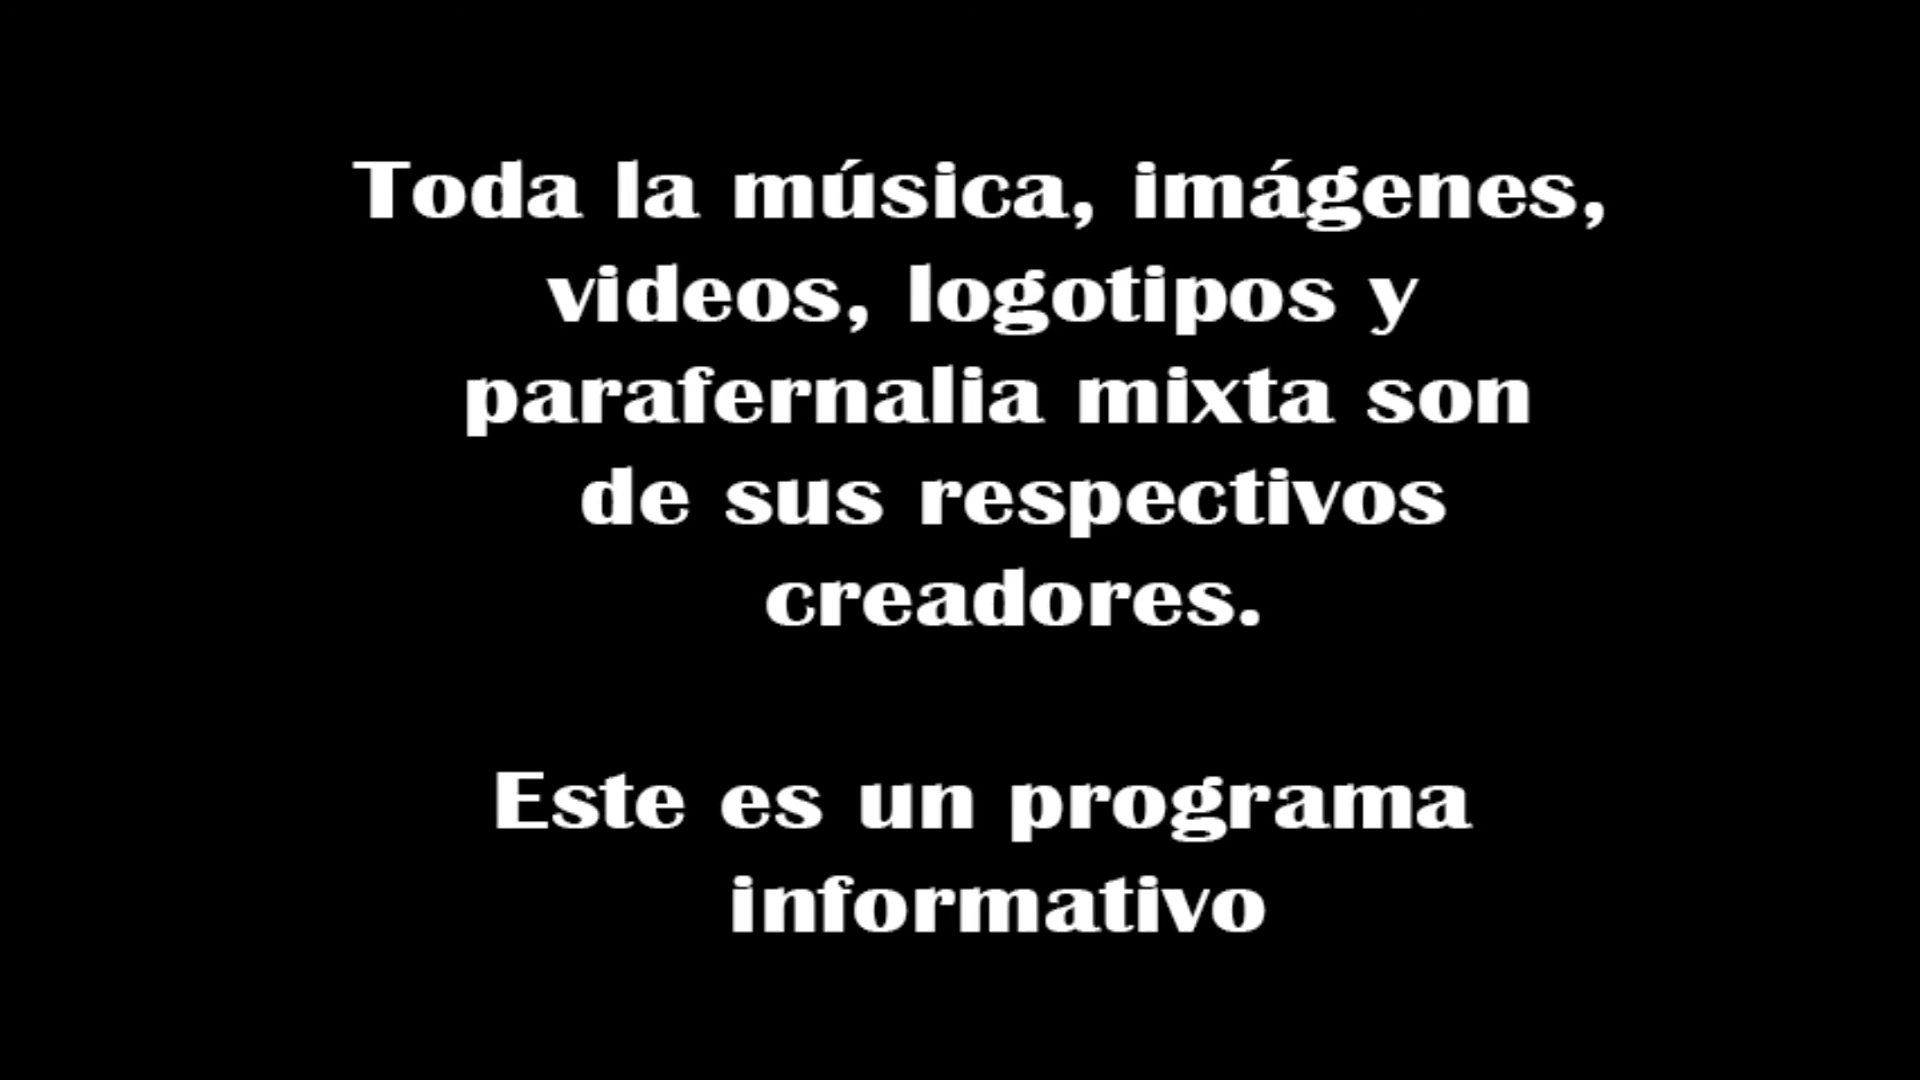 Toda la música, imágenes,
videos, logotipos y
parafernalia mixta son
de sus respectivos
creadores.
Este es un programa
informativo